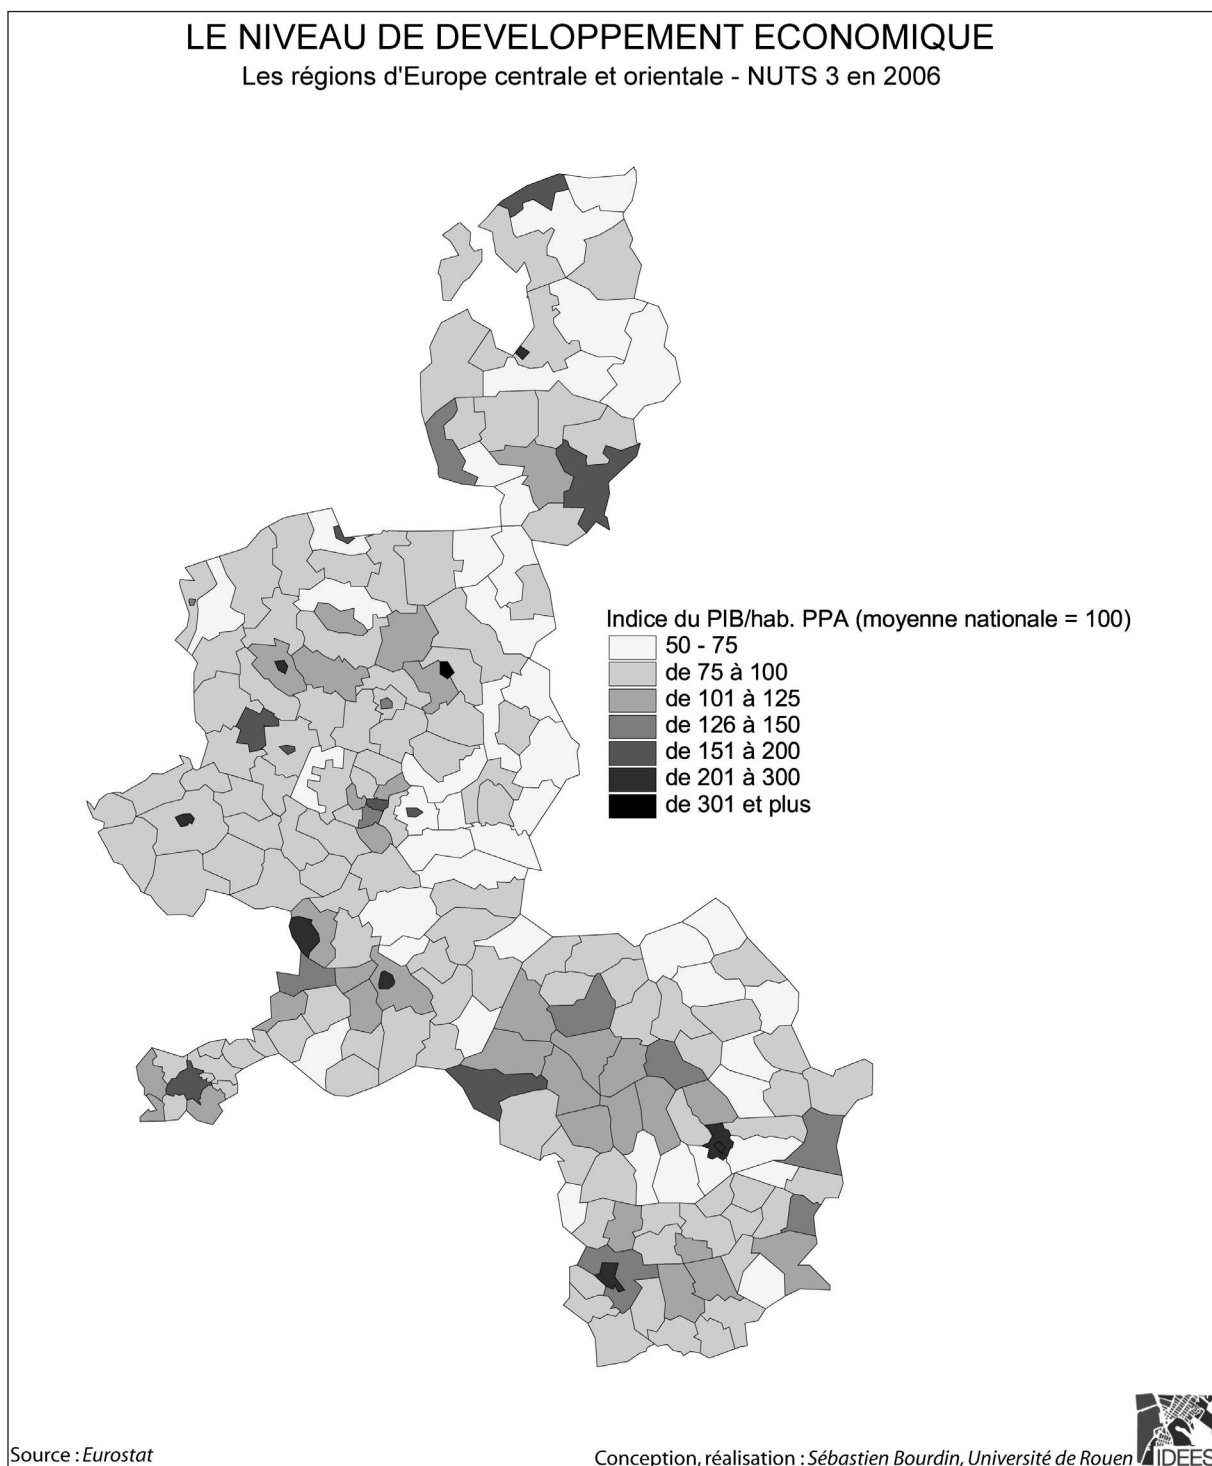 LE NIVEAU DE DEVELOPPEMENT ECONOMIQUE
Les régions d'Europe centrale et orientale - NUTS 3 en 2006
Indice du PIB/hab. PPA (moyenne nationale = 100)
50 - 75
de 75 à 100
de 101 à 125
de 126 à 150
de 151 à 200
de 201 à 300
de 301 et plus
Source : Eurostat
Conception, réalisation : Sébastien Bourdin, Université de Rouen
IDEES